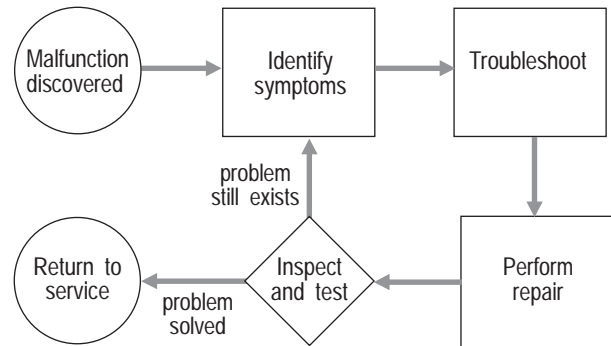 Malfunction
discovered
Identify
symptoms
Troubleshoot
problem
still exists
Return to
service
problem
solved
Inspect
and test
Perform
repair